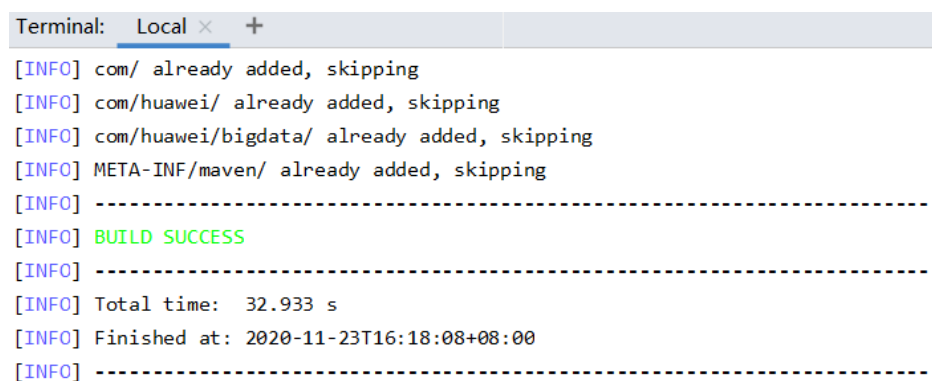 Terminal: Local × +
[INFO] com/ already added, skipping
[INFO] com/huawei/ already added, skipping
[INFO] com/huawei/bigdata/ already added, skipping
[INFO] META-INF/maven/ already added, skipping
[INFO] ------------------------------------------------------------------------
[INFO] BUILD SUCCESS
[INFO] ------------------------------------------------------------------------
[INFO] Total time:  32.933 s
[INFO] Finished at: 2020-11-23T16:18:08+08:00
[INFO] ------------------------------------------------------------------------